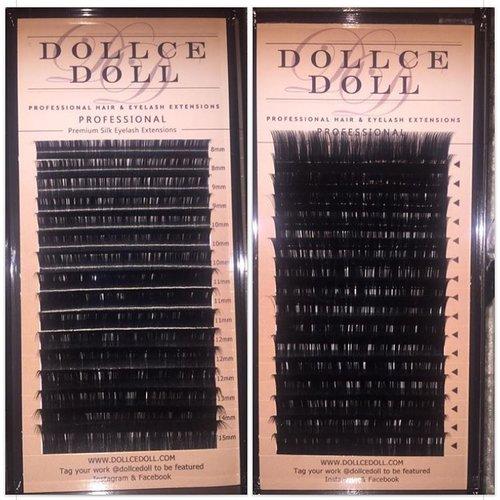 DOLLCE
DOLL
PROFESSIONAL HAIR & EYELASH EXTENSIONS
PROFESSIONAL
Premium Silk Eyelash Extensions
8mm
8mm
9mm
9mm
10mm
10mm
10mm
11mm
11mm
11mm
12mm
12mm
12mm
13mm
14mm
15mm
WWW.DOLLCEDOLL.COM
Tag your work @dollcedoll to be featured
Instagram & Facebook
DOLLCE
DOLL
PROFESSIONAL HAIR & EYELASH EXTENSIONS
PROFESSIONAL
WWW.DOLLCEDOLL.COM
Tag your work @dollcedoll to be featured
Instagram & Facebook